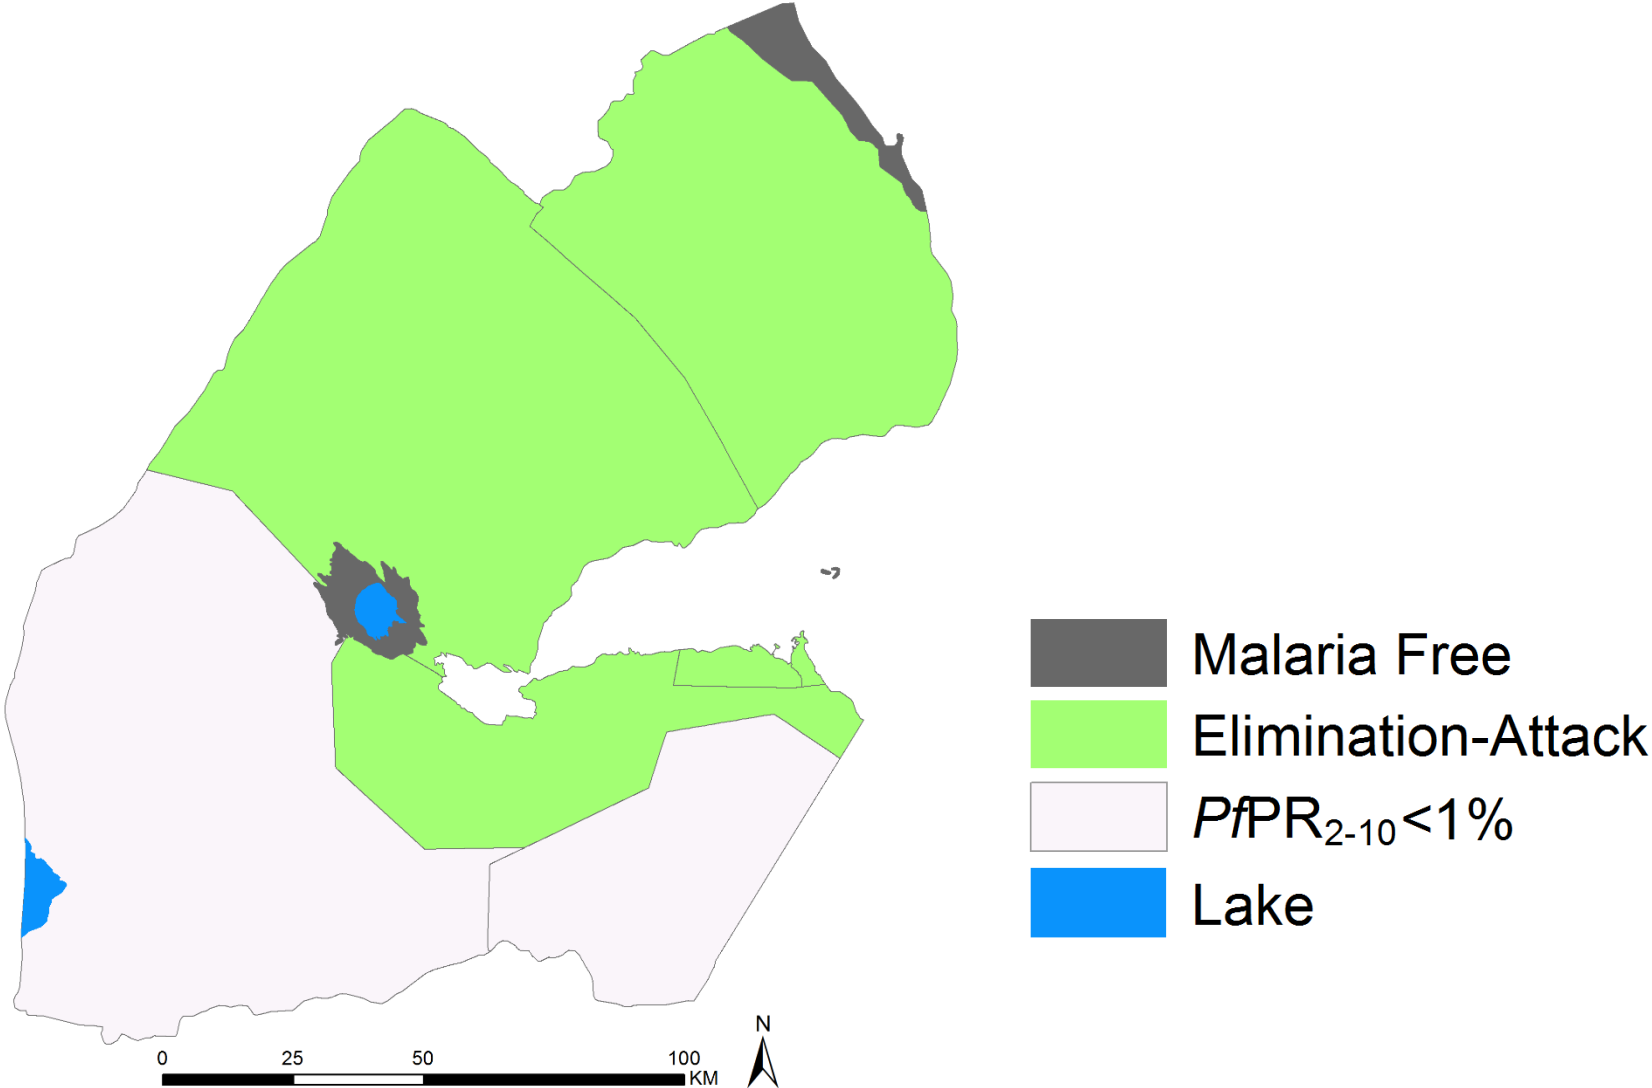 Malaria Free
Elimination-Attack
PfPR2-10<1%
Lake
N
0 25 50 100
KM